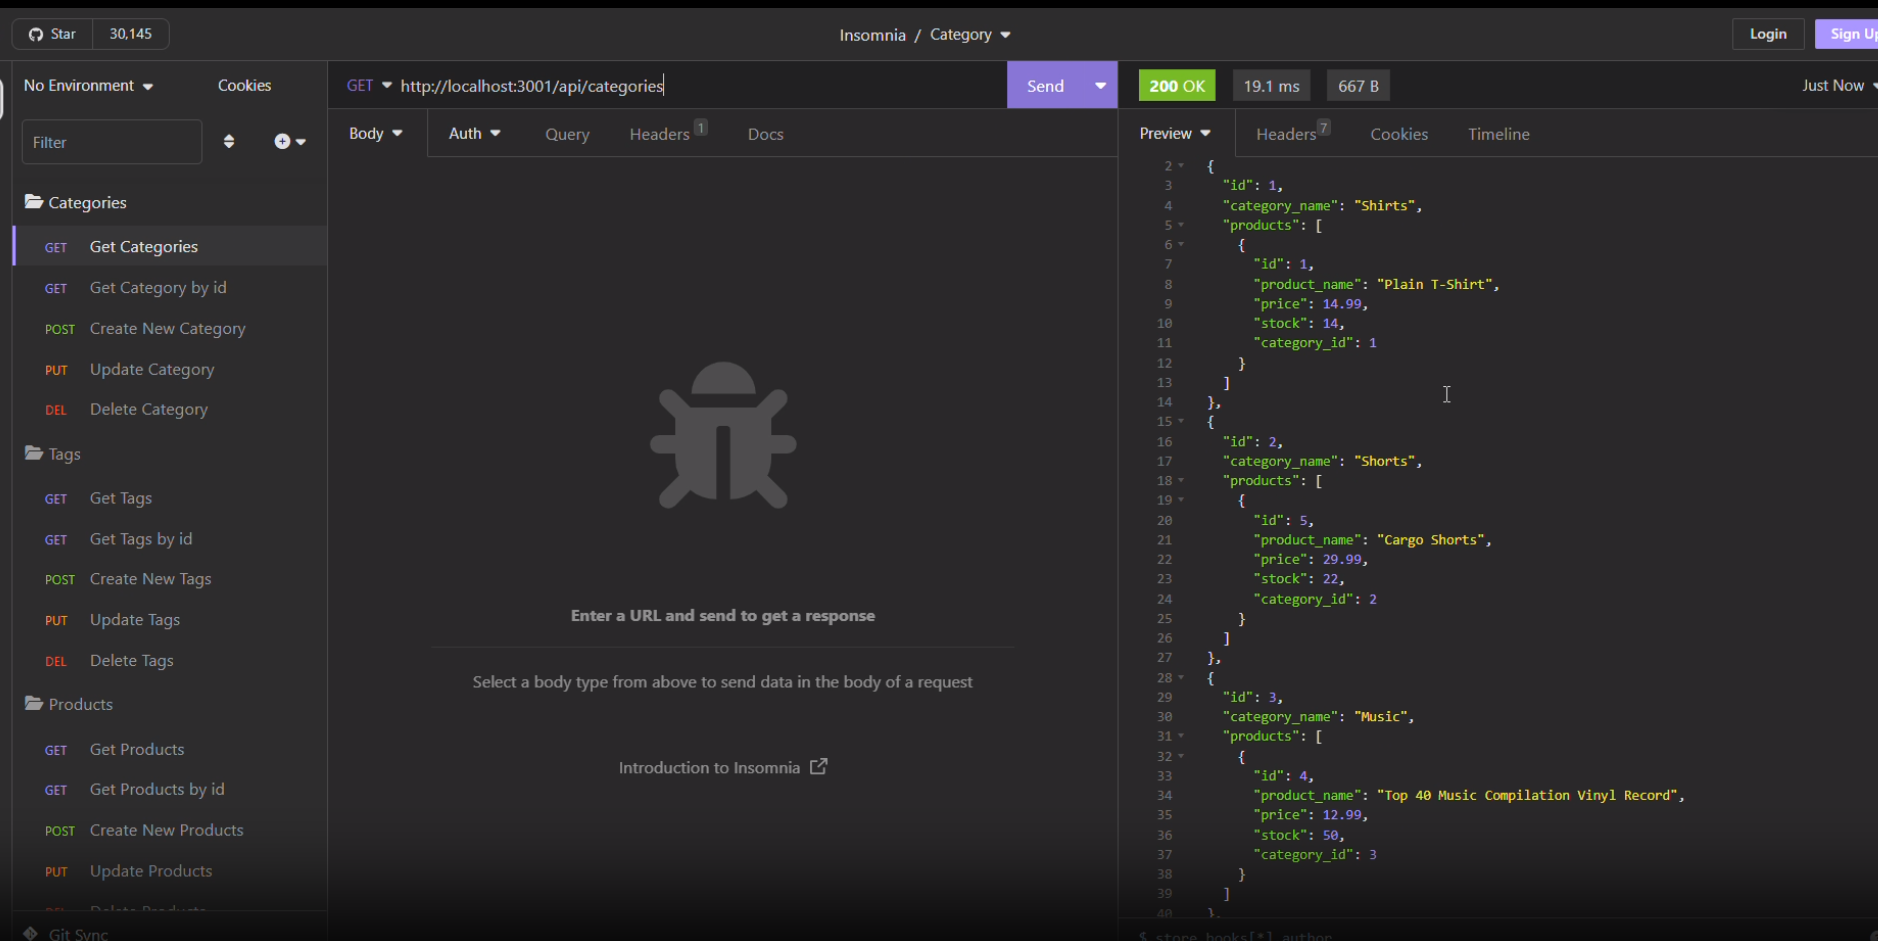 Star 30,145
Insomnia / Category
Login
Sign Up
No Environment
Cookies
Filter
Categories
GET Get Categories
GET Get Category by id
POST Create New Category
PUT Update Category
DEL Delete Category
Tags
GET Get Tags
GET Get Tags by id
POST Create New Tags
PUT Update Tags
DEL Delete Tags
Products
GET Get Products
GET Get Products by id
POST Create New Products
PUT Update Products
DEL Delete Products
Git Sync
GET http://localhost:3001/api/categories
Send
Body Auth Query Headers 1 Docs
Enter a URL and send to get a response
Select a body type from above to send data in the body of a request
Introduction to Insomnia
200 OK 19.1 ms 667 B Just Now
Preview Headers 7 Cookies Timeline
2 {
3 "id": 1,
4 "category_name": "Shirts",
5 "products": [
6 {
7 "id": 1,
8 "product_name": "Plain T-Shirt",
9 "price": 14.99,
10 "stock": 14,
11 "category_id": 1
12 }
13 ]
14 },
15 {
16 "id": 2,
17 "category_name": "Shorts",
18 "products": [
19 {
20 "id": 5,
21 "product_name": "Cargo Shorts",
22 "price": 29.99,
23 "stock": 22,
24 "category_id": 2
25 }
26 ]
27 },
28 {
29 "id": 3,
30 "category_name": "Music",
31 "products": [
32 {
33 "id": 4,
34 "product_name": "Top 40 Music Compilation Vinyl Record",
35 "price": 12.99,
36 "stock": 50,
37 "category_id": 3
38 }
39 ]
40 },
$.store.books[*].author